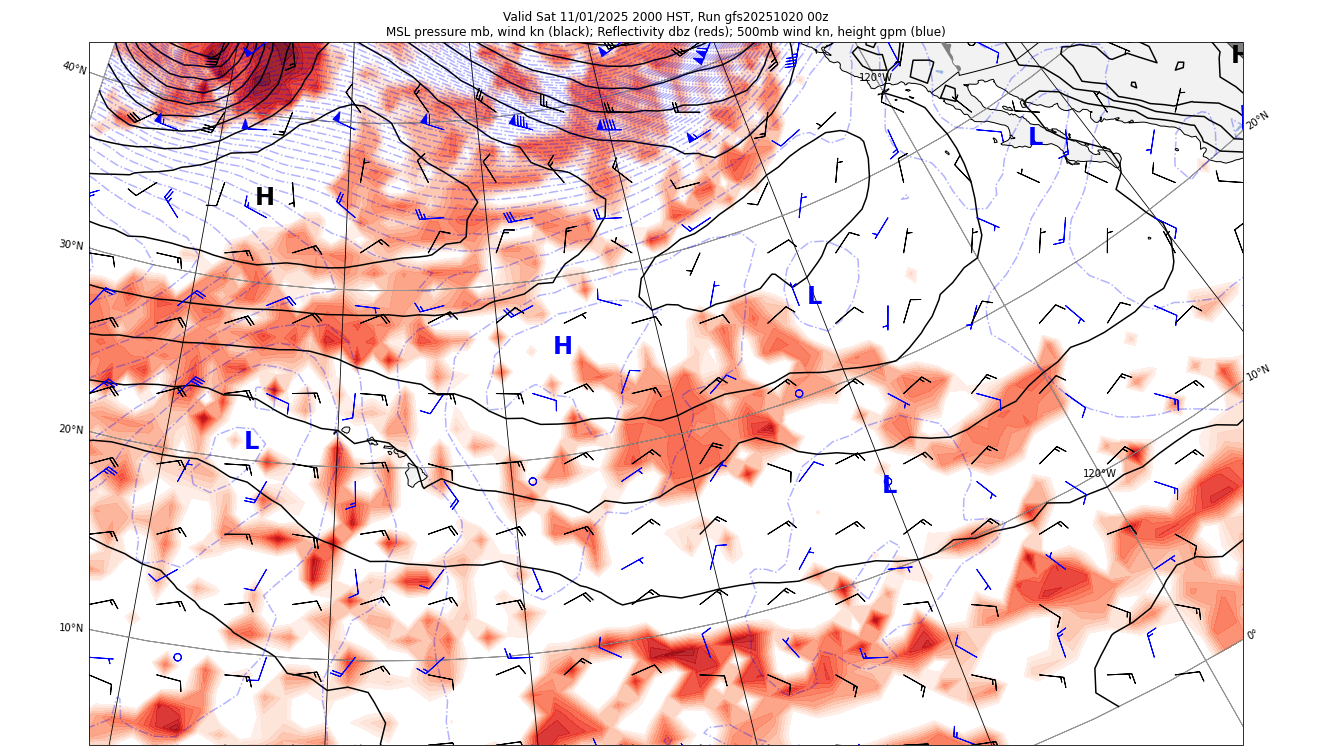 Valid Sat 11/01/2025 2000 HST, Run gfs20251020 00z
MSL pressure mb, wind kn (black); Reflectivity dbz (reds); 500mb wind kn, height gpm (blue)
H
40°N
120°W
20°N
L
H
30°N
L
H
10°N
20°N
L
120°W
L
10°N
0°